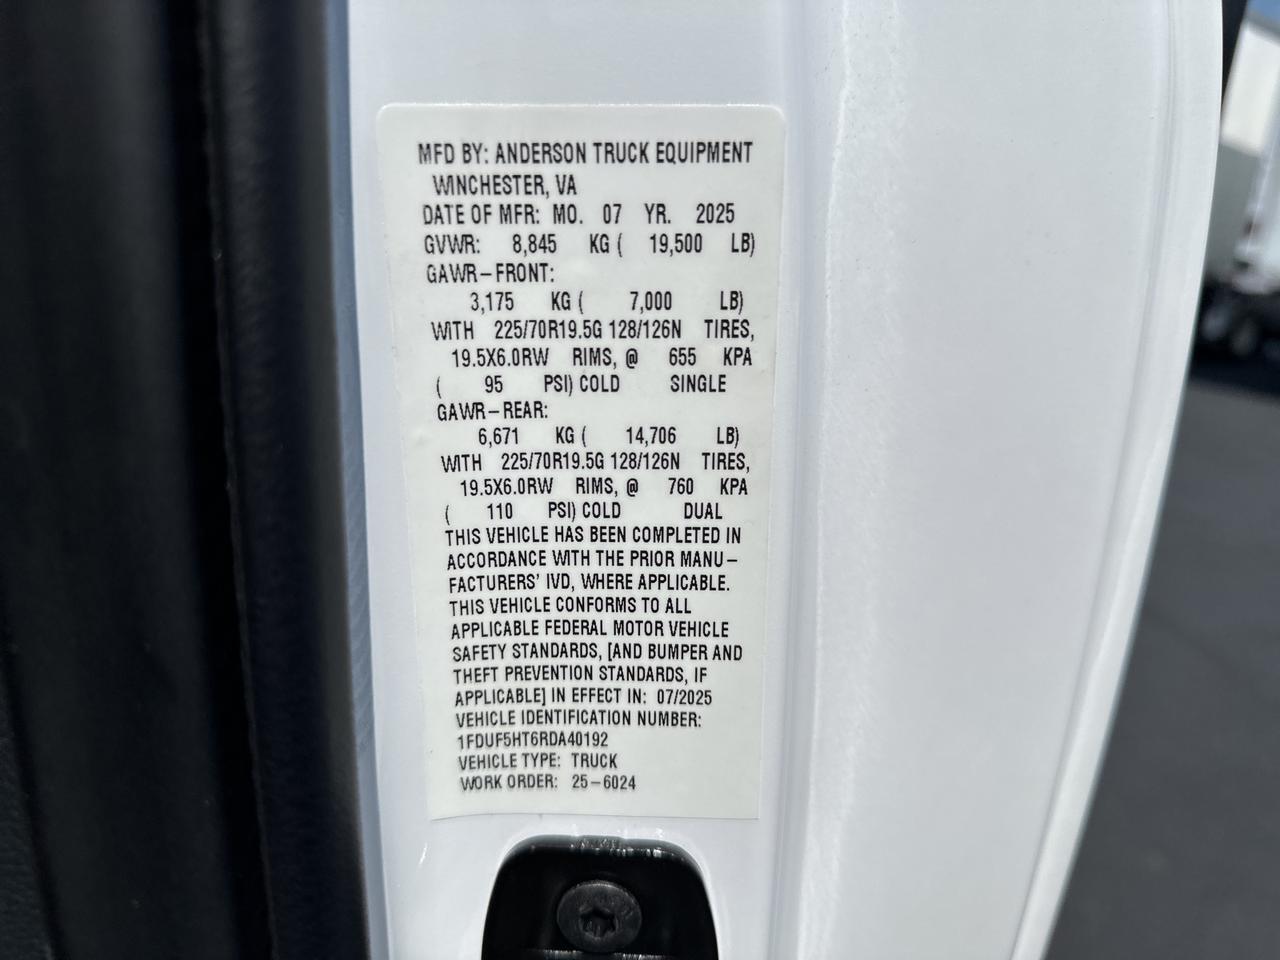 MFD BY: ANDERSON TRUCK EQUIPMENT
WINCHESTER, VA
DATE OF MFR: MO. 07 YR. 2025
GVWR: 8,845 KG ( 19,500 LB)
GAWR-FRONT:
3,175 KG ( 7,000 LB)
WITH 225/70R19.5G 128/126N TIRES,
19.5X6.0RW RIMS, @ 655 KPA
( 95 PSI) COLD SINGLE
GAWR-REAR:
6,671 KG ( 14,706 LB)
WITH 225/70R19.5G 128/126N TIRES,
19.5X6.0RW RIMS, @ 760 KPA
( 110 PSI) COLD DUAL
THIS VEHICLE HAS BEEN COMPLETED IN
ACCORDANCE WITH THE PRIOR MANU-
FACTURERS' IVD, WHERE APPLICABLE.
THIS VEHICLE CONFORMS TO ALL
APPLICABLE FEDERAL MOTOR VEHICLE
SAFETY STANDARDS, [AND BUMPER AND
THEFT PREVENTION STANDARDS, IF
APPLICABLE] IN EFFECT IN: 07/2025
VEHICLE IDENTIFICATION NUMBER:
1FDUF5HT6RDA40192
VEHICLE TYPE: TRUCK
WORK ORDER: 25-6024